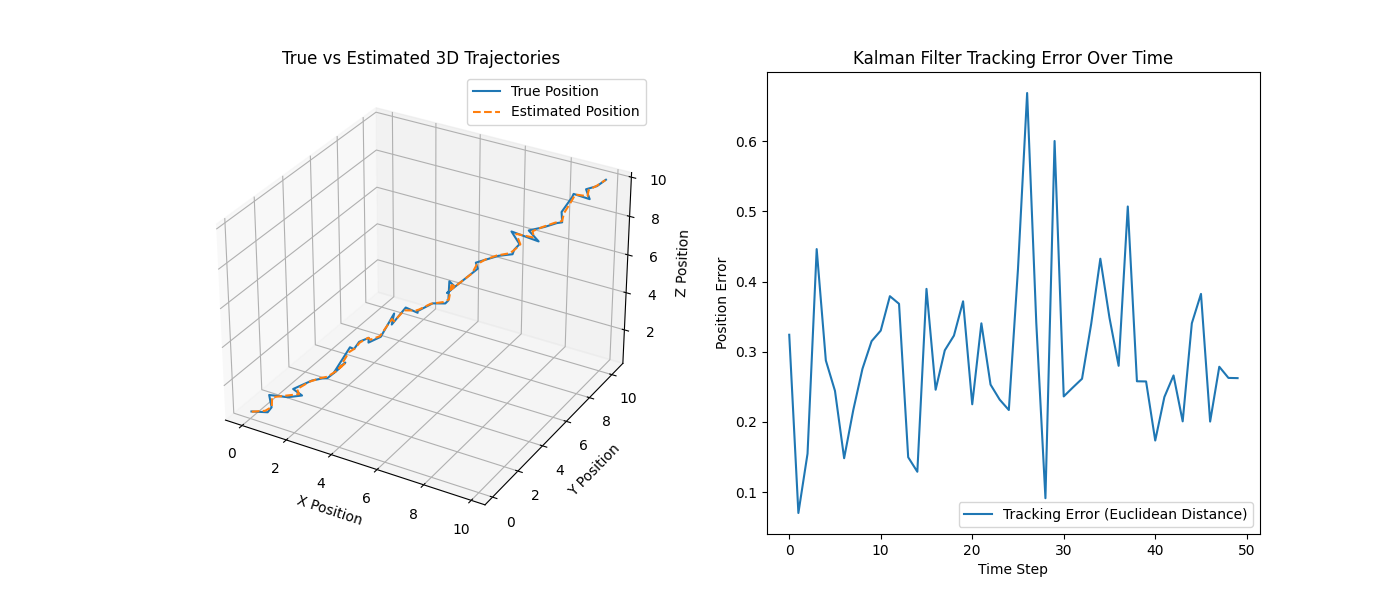 True vs Estimated 3D Trajectories
True Position
Estimated Position
10
8
6
4
2
Z Position
0
2
4
6
8
10
X Position
0
2
4
6
8
10
Y Position
Kalman Filter Tracking Error Over Time
0.6
0.5
0.4
0.3
0.2
0.1
Position Error
Tracking Error (Euclidean Distance)
0
10
20
30
40
50
Time Step